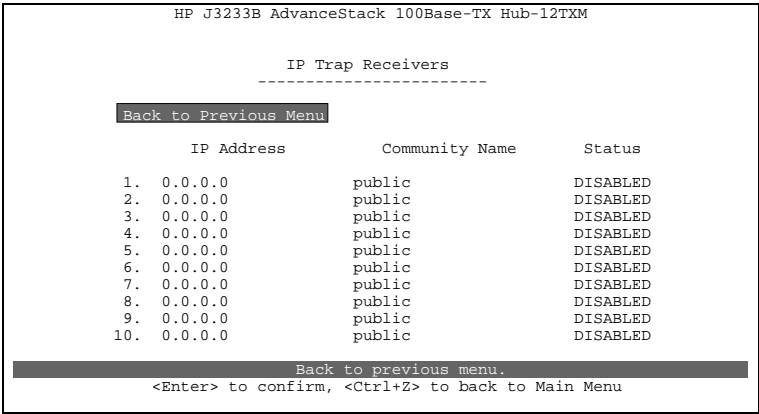 HP J3233B AdvanceStack 100Base-TX Hub-12TXM
IP Trap Receivers
------------------------
Back to Previous Menu
IP Address Community Name Status
1. 0.0.0.0 public DISABLED
2. 0.0.0.0 public DISABLED
3. 0.0.0.0 public DISABLED
4. 0.0.0.0 public DISABLED
5. 0.0.0.0 public DISABLED
6. 0.0.0.0 public DISABLED
7. 0.0.0.0 public DISABLED
8. 0.0.0.0 public DISABLED
9. 0.0.0.0 public DISABLED
10. 0.0.0.0 public DISABLED
Back to previous menu.
<Enter> to confirm, <Ctrl+Z> to back to Main Menu